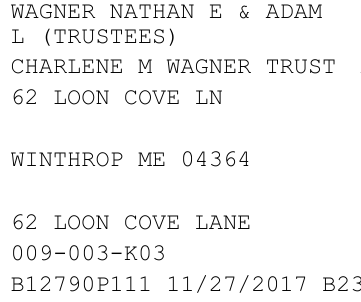 WAGNER NATHAN E & ADAM
L (TRUSTEES)
CHARLENE M WAGNER TRUST
62 LOON COVE LN
WINTHROP ME 04364
62 LOON COVE LANE
009-003-K03
B12790P111 11/27/2017 B23